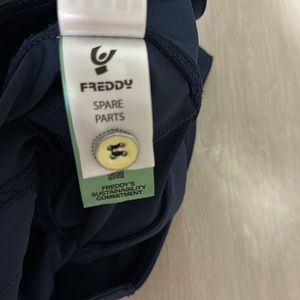 FREDDY
SPARE
PARTS
FREDDY'S
SUSTAINABILITY
COMMITMENT